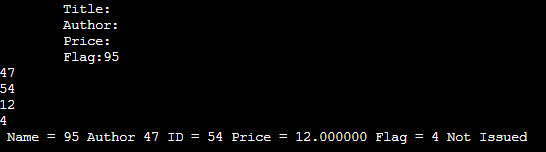 Title:
Author:
Price:
Flag:95
47
54
12
4
Name = 95 Author 47 ID = 54 Price = 12.000000 Flag = 4 Not Issued